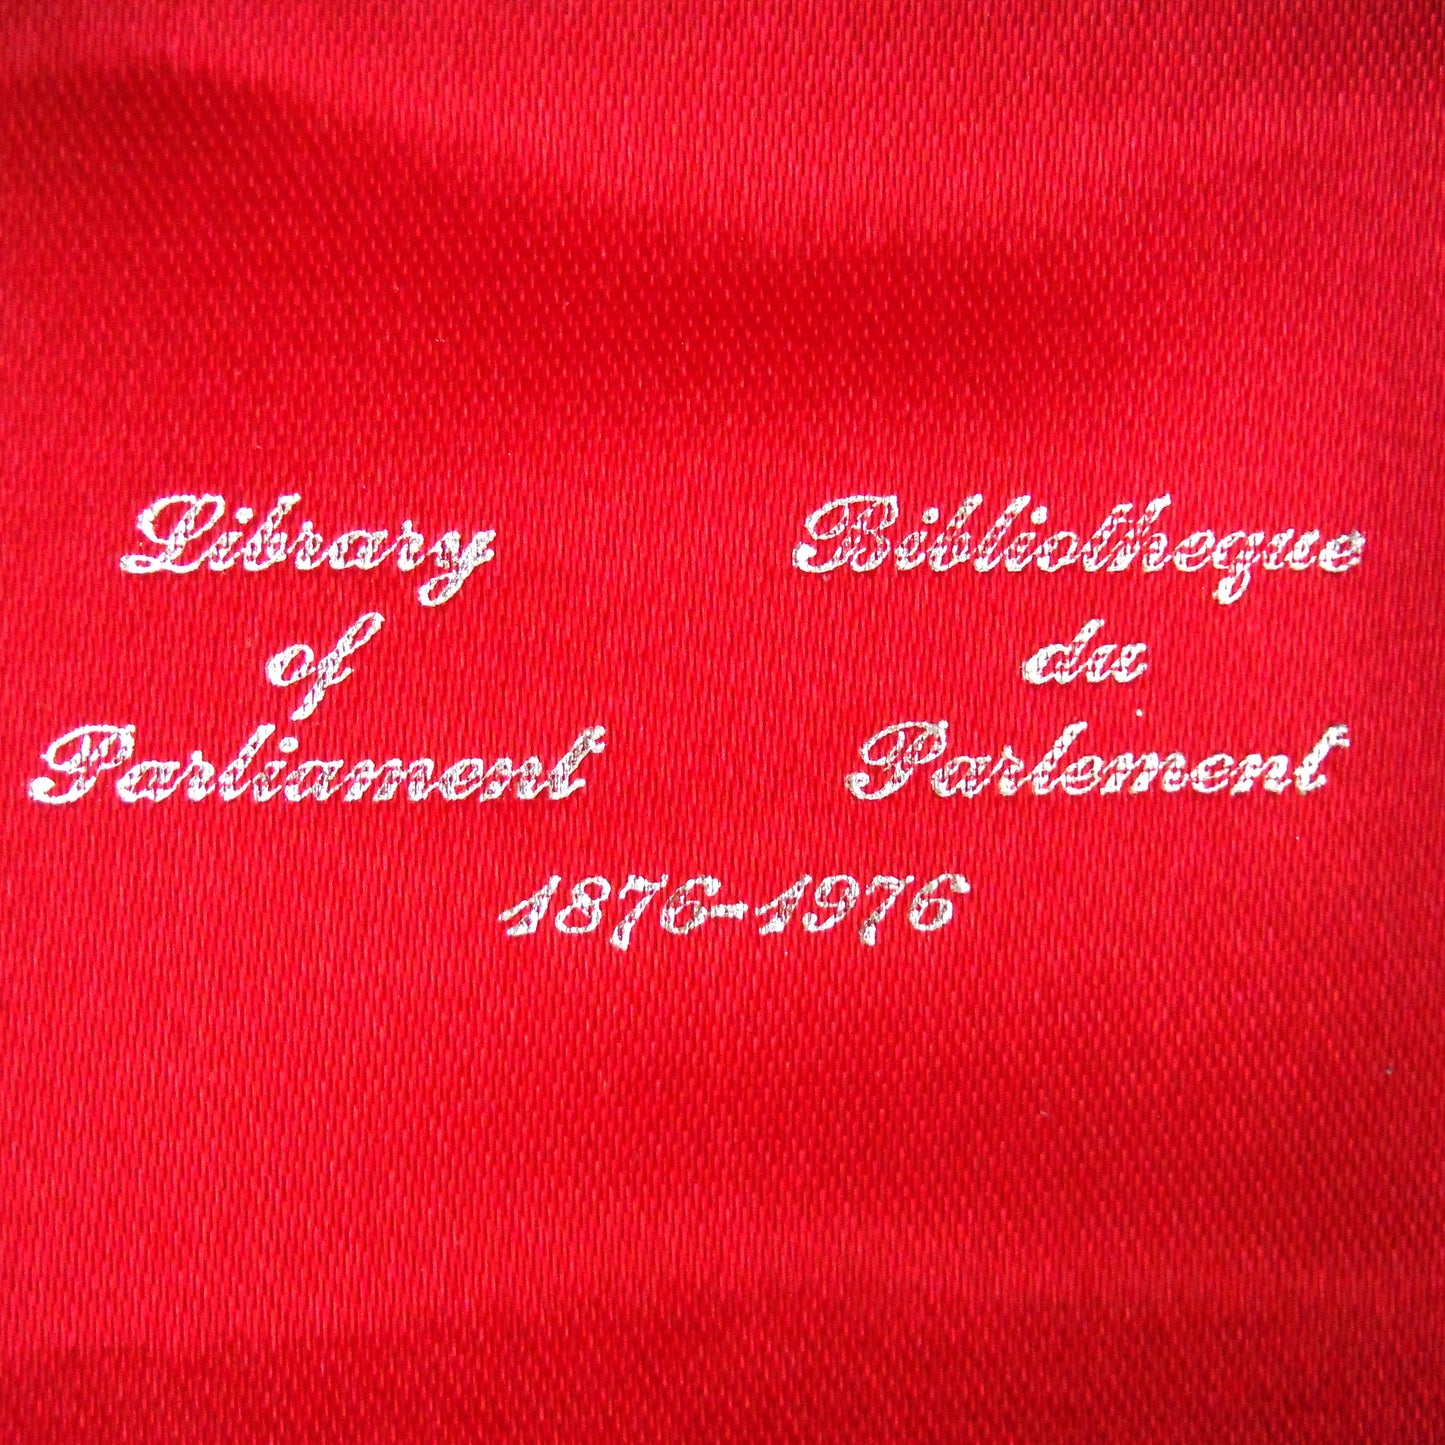 Library
of
Parliament
Bibliotheque
du
Parlement
1876-1976